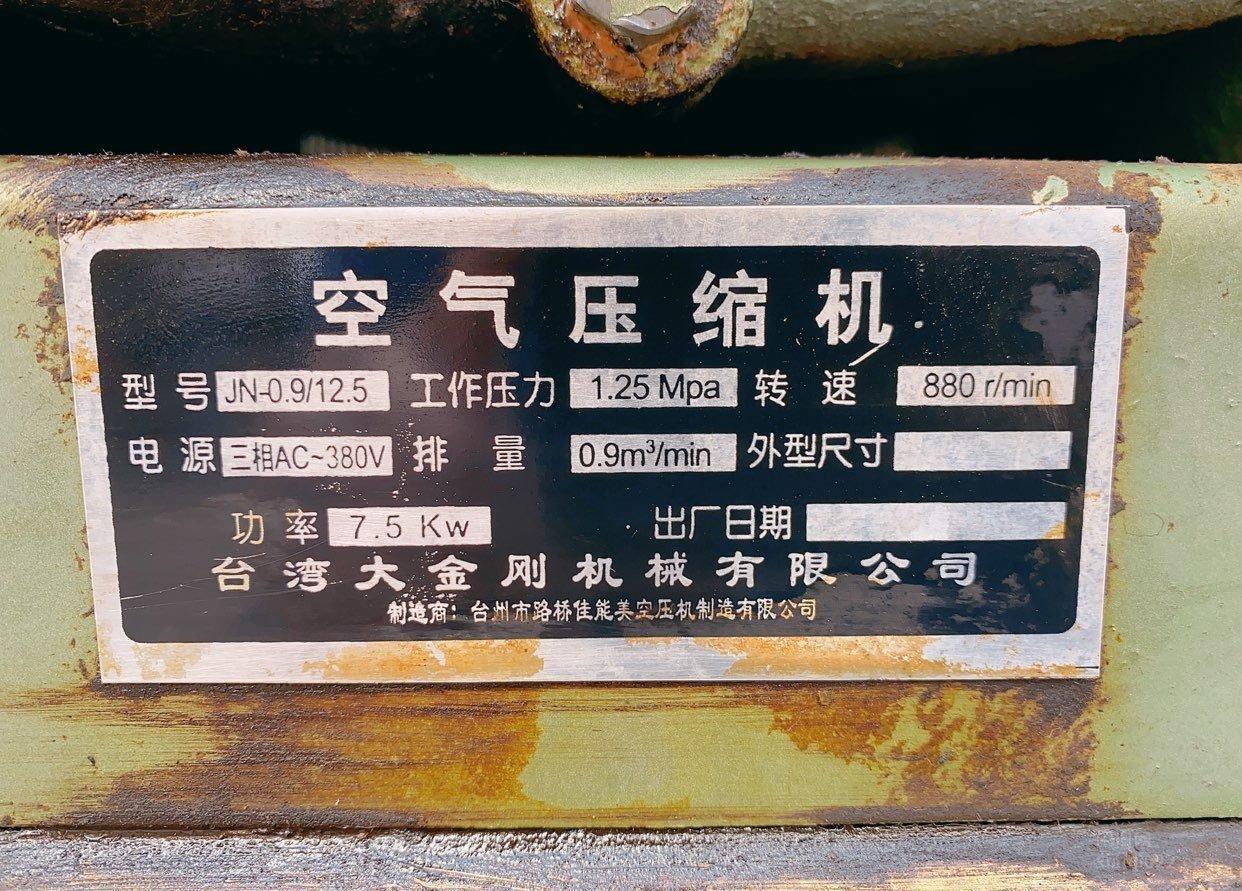 空气压缩机
型号 JN-0.9/12.5 工作压力 1.25 Mpa 转速 880 r/min
电源 三相AC~380V 排量 0.9m³/min 外型尺寸
功率 7.5 Kw 出厂日期
台湾大金刚机械有限公司
制造商：台州市路桥佳能美空压机制造有限公司